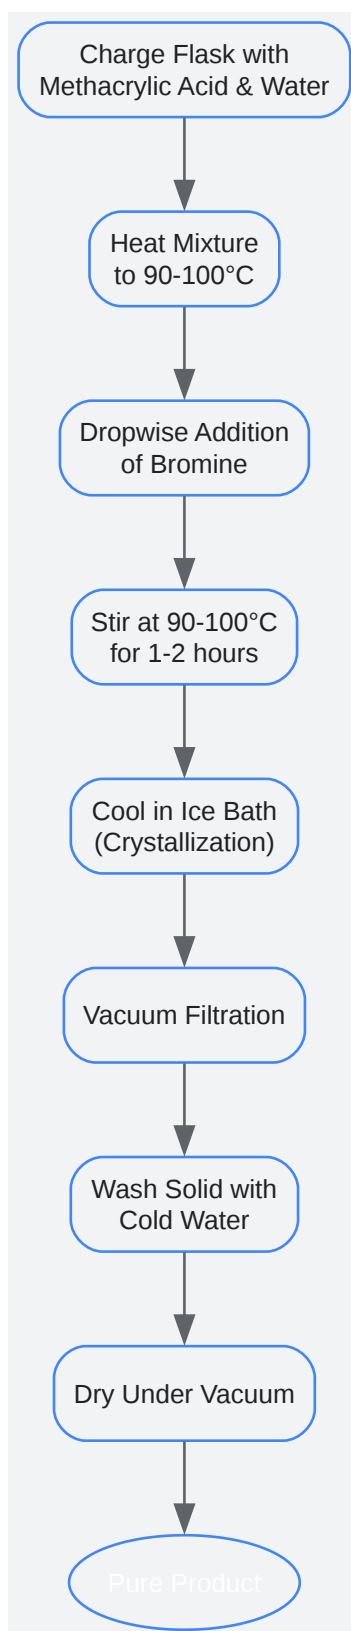 Charge Flask with
Methacrylic Acid & Water
Heat Mixture
to 90-100°C
Dropwise Addition
of Bromine
Stir at 90-100°C
for 1-2 hours
Cool in Ice Bath
(Crystallization)
Vacuum Filtration
Wash Solid with
Cold Water
Dry Under Vacuum
Pure Product